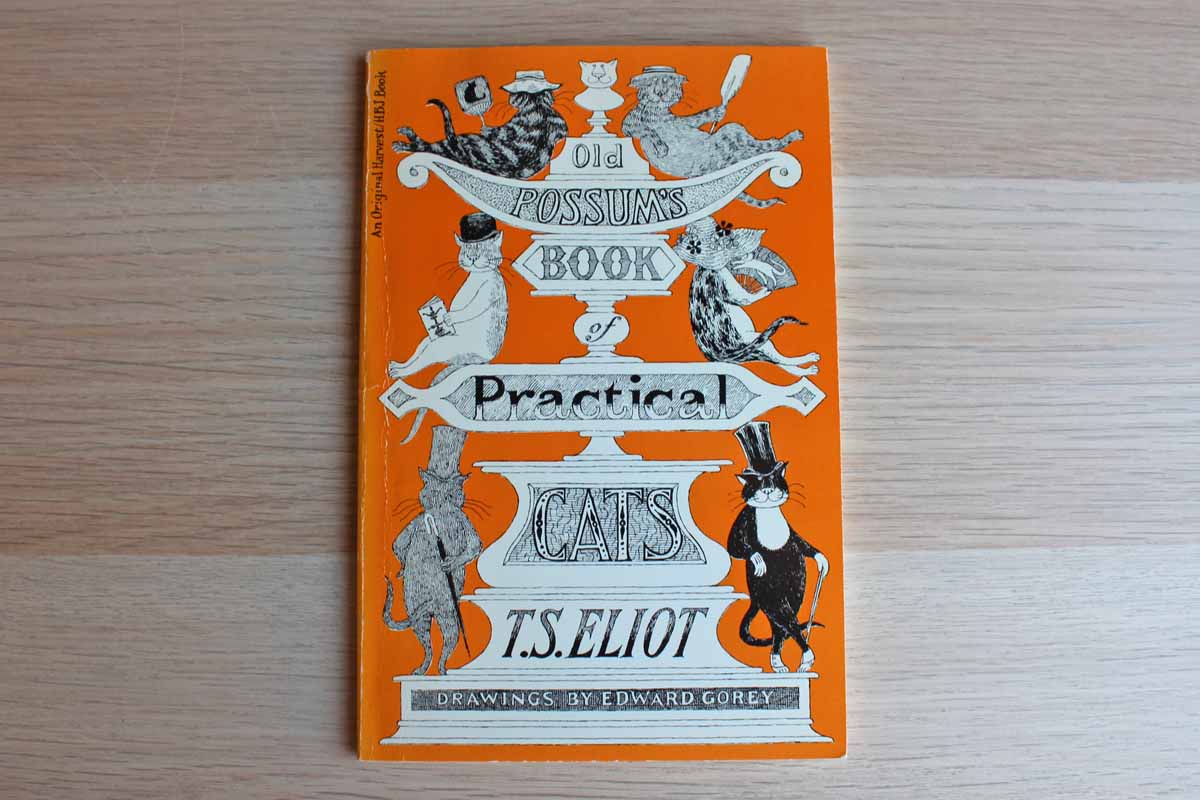 An Original Harvest/HBJ Book
Old
POSSUM'S
BOOK
of
Practical
CATS
T.S. ELIOT
DRAWINGS BY EDWARD GOREY